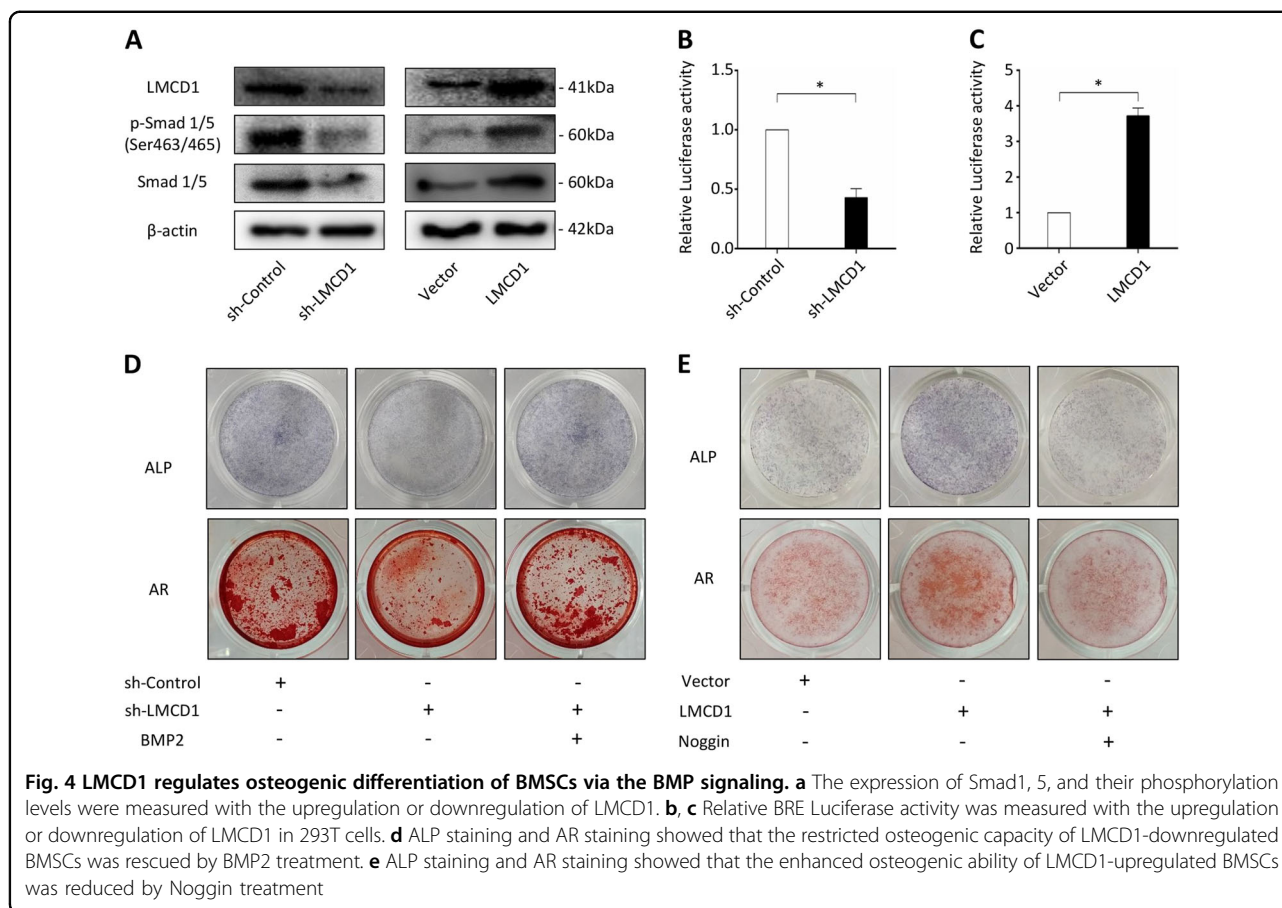 A
LMCD1
- 41kDa
p-Smad 1/5
(Ser463/465)
- 60kDa
Smad 1/5
- 60kDa
β-actin
- 42kDa
sh-Control
sh-LMCD1
Vector
LMCD1
B
Relative Luciferase activity
1.5
1.0
0.5
0.0
*
sh-Control
sh-LMCD1
C
Relative Luciferase activity
5
4
3
2
1
0
*
Vector
LMCD1
D
ALP
AR
sh-Control + - -
sh-LMCD1 - + +
BMP2 - - +
E
ALP
AR
Vector + - -
LMCD1 - + +
Noggin - - +
Fig. 4 LMCD1 regulates osteogenic differentiation of BMSCs via the BMP signaling. a The expression of Smad1, 5, and their phosphorylation
levels were measured with the upregulation or downregulation of LMCD1. b, c Relative BRE Luciferase activity was measured with the upregulation
or downregulation of LMCD1 in 293T cells. d ALP staining and AR staining showed that the restricted osteogenic capacity of LMCD1-downregulated
BMSCs was rescued by BMP2 treatment. e ALP staining and AR staining showed that the enhanced osteogenic ability of LMCD1-upregulated BMSCs
was reduced by Noggin treatment